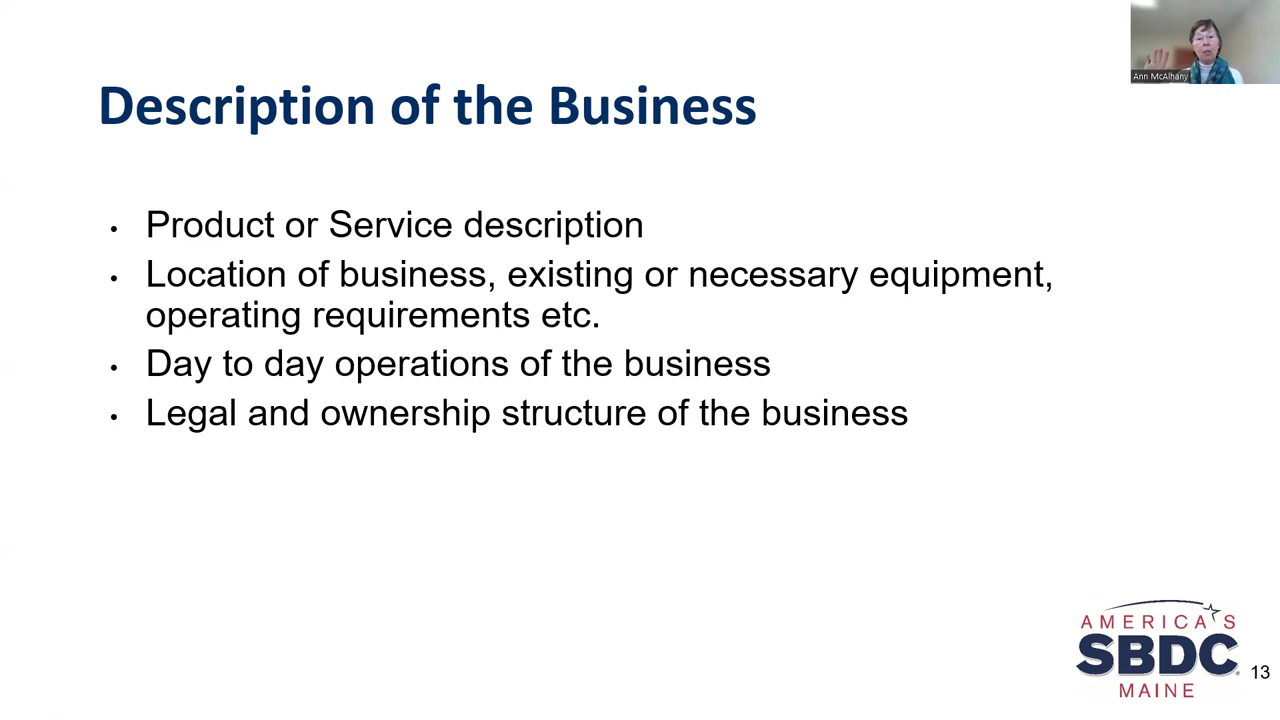 Ann McAlhany
Description of the Business
• Product or Service description
• Location of business, existing or necessary equipment,
operating requirements etc.
• Day to day operations of the business
• Legal and ownership structure of the business
AMERICA'S
SBDC
MAINE
13